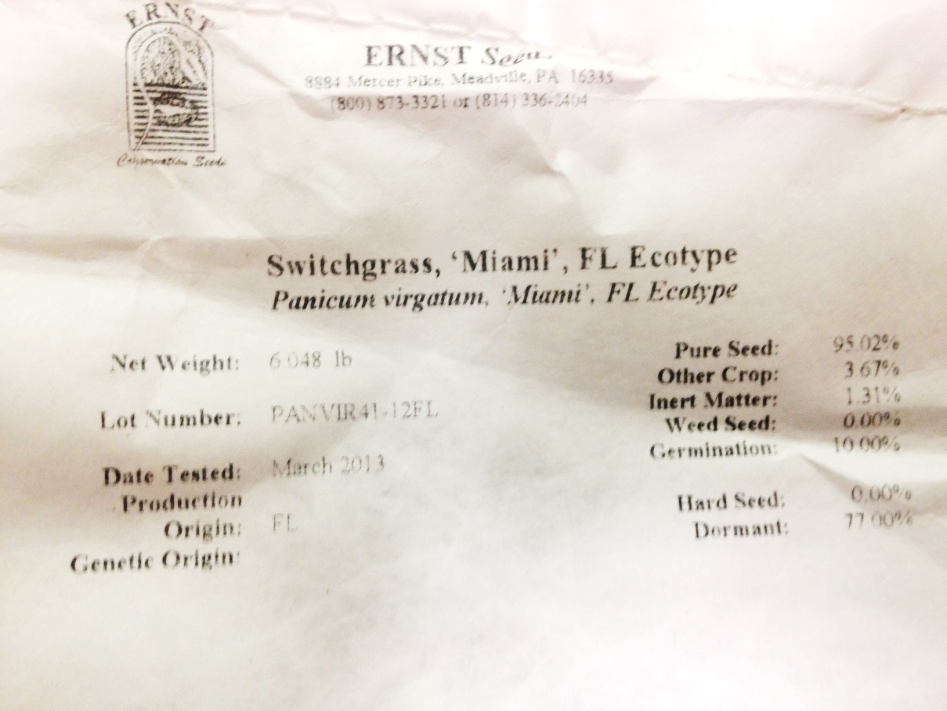 ERNST
Conservation Seeds
ERNST
8884 Mercer Pike, Meadville, PA 16335
(800) 873-3321 or (814) 336-2404
Switchgrass, ‘Miami’, FL Ecotype
Panicum virgatum, ‘Miami’, FL Ecotype
Net Weight: 6.048 lb
Lot Number: PANVIR41-12FL
Date Tested: March 2013
Production
Origin: FL
Genetic Origin:
Pure Seed: 95.02%
Other Crop: 3.67%
Inert Matter: 1.31%
Weed Seed: 0.00%
Germination: 10.00%
Hard Seed: 0.00%
Dormant: 77.00%